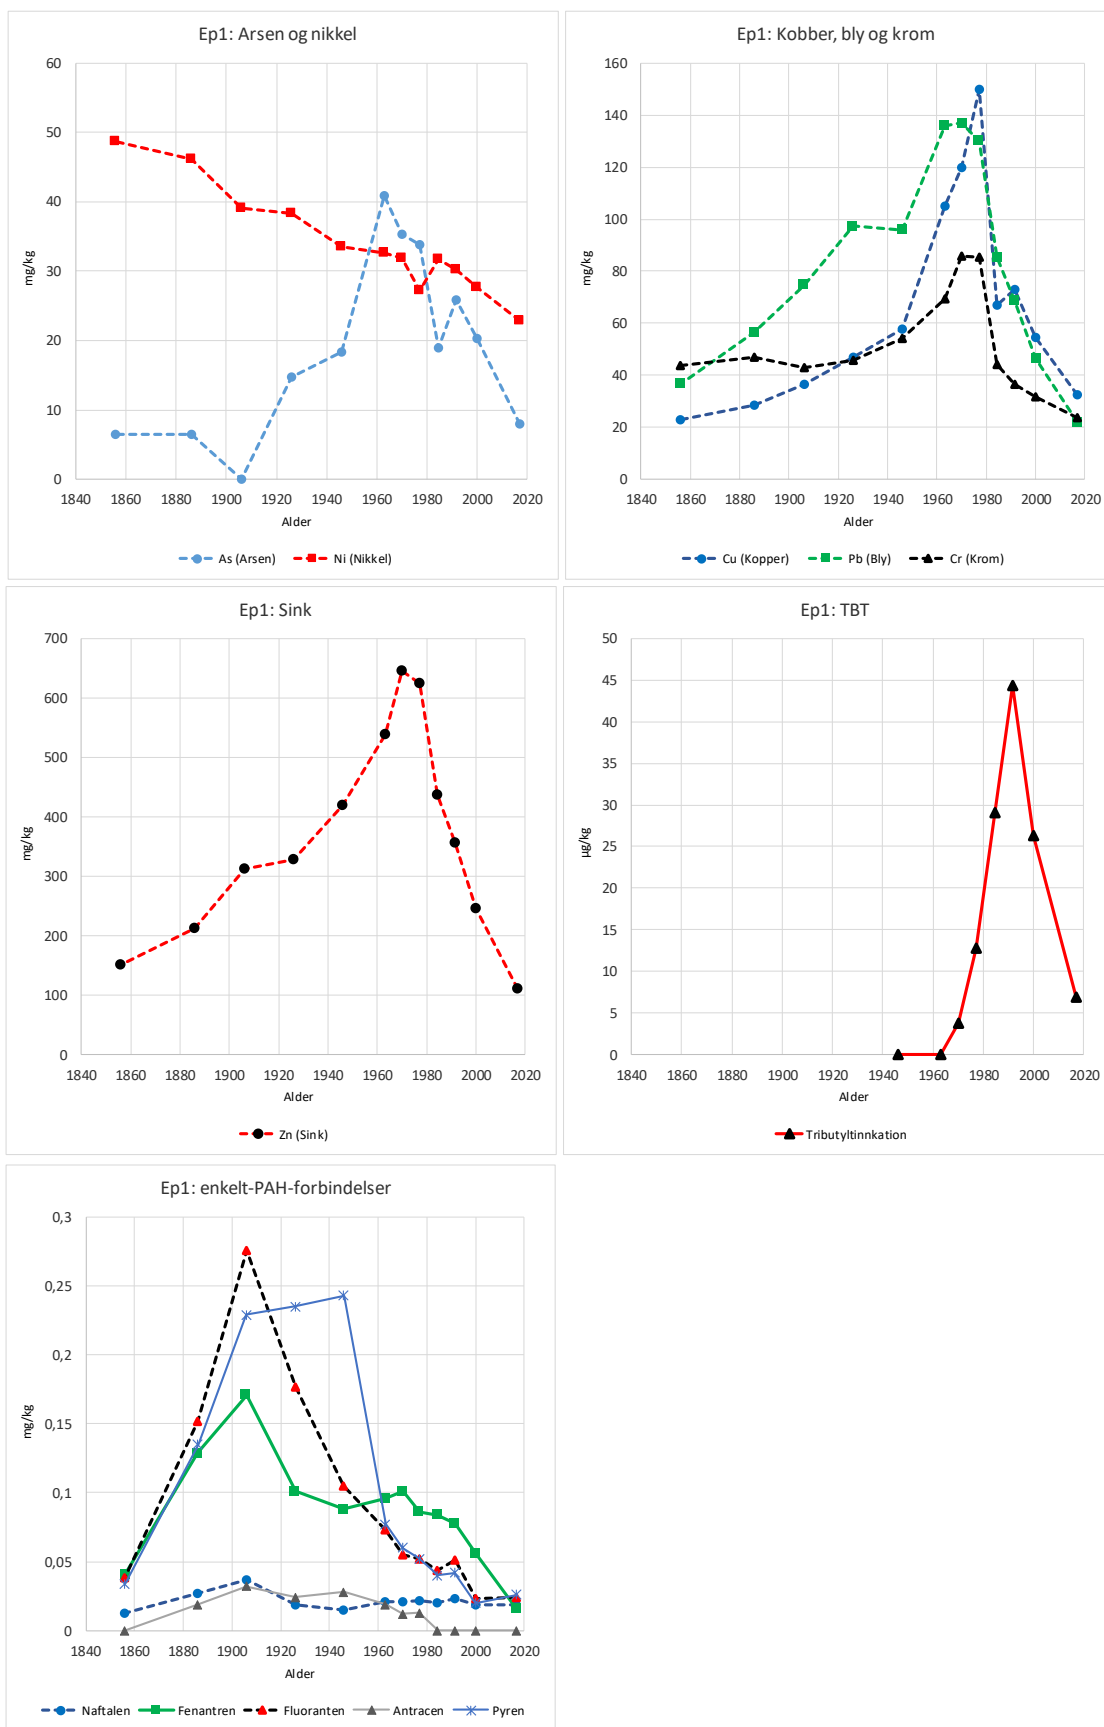 Ep1: Arsen og nikkel
60
50
40
30
20
10
0
mg/kg
1840 1860 1880 1900 1920 1940 1960 1980 2000 2020
Alder
As (Arsen) Ni (Nikkel)
Ep1: Kobber, bly og krom
160
140
120
100
80
60
40
20
0
mg/kg
1840 1860 1880 1900 1920 1940 1960 1980 2000 2020
Alder
Cu (Kopper) Pb (Bly) Cr (Krom)
Ep1: Sink
700
600
500
400
300
200
100
0
mg/kg
1840 1860 1880 1900 1920 1940 1960 1980 2000 2020
Alder
Zn (Sink)
Ep1: TBT
50
45
40
35
30
25
20
15
10
5
0
µg/kg
1840 1860 1880 1900 1920 1940 1960 1980 2000 2020
Alder
Tributyltinnkation
Ep1: enkelt-PAH-forbindelser
0,3
0,25
0,2
0,15
0,1
0,05
0
mg/kg
1840 1860 1880 1900 1920 1940 1960 1980 2000 2020
Alder
Naftalen Fenantren Fluoranten Antracen Pyren